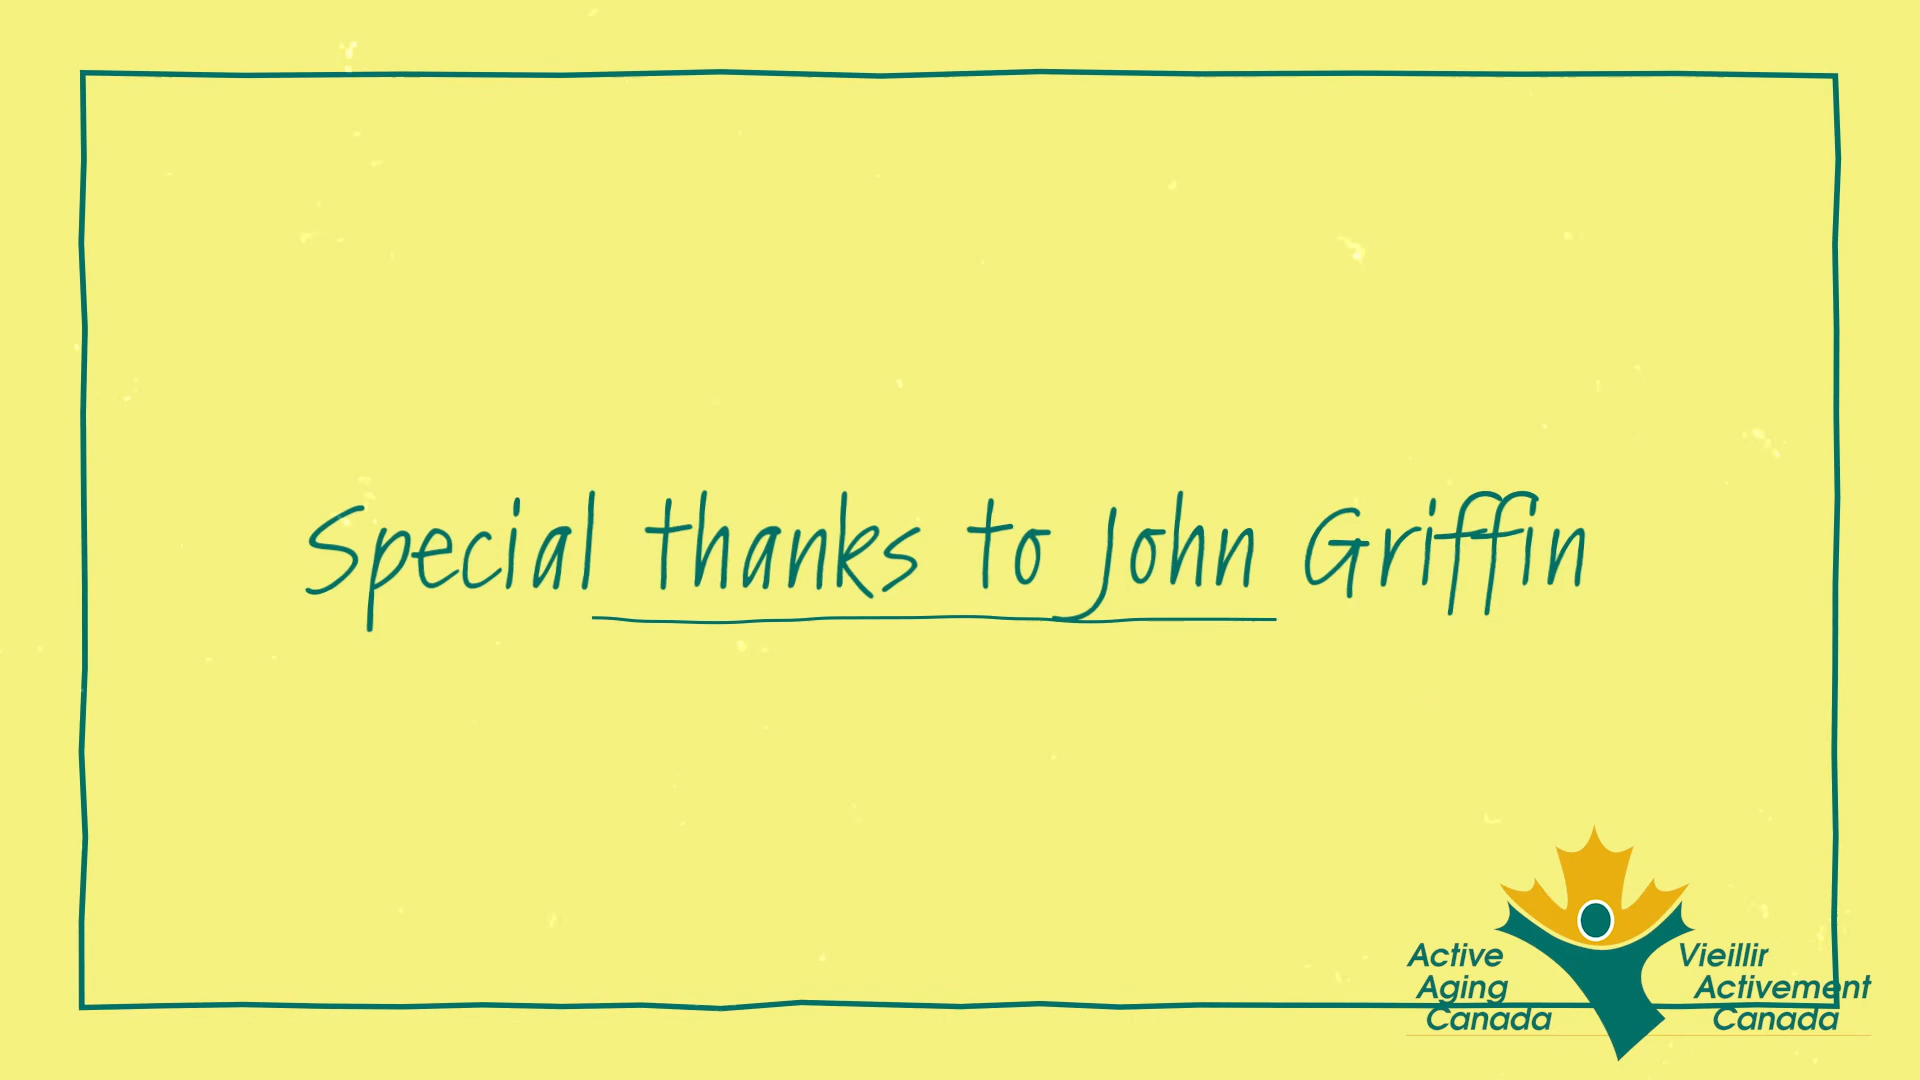 Special thanks to John Griffin
Active
Aging
Canada
Vieillir
Activement
Canada